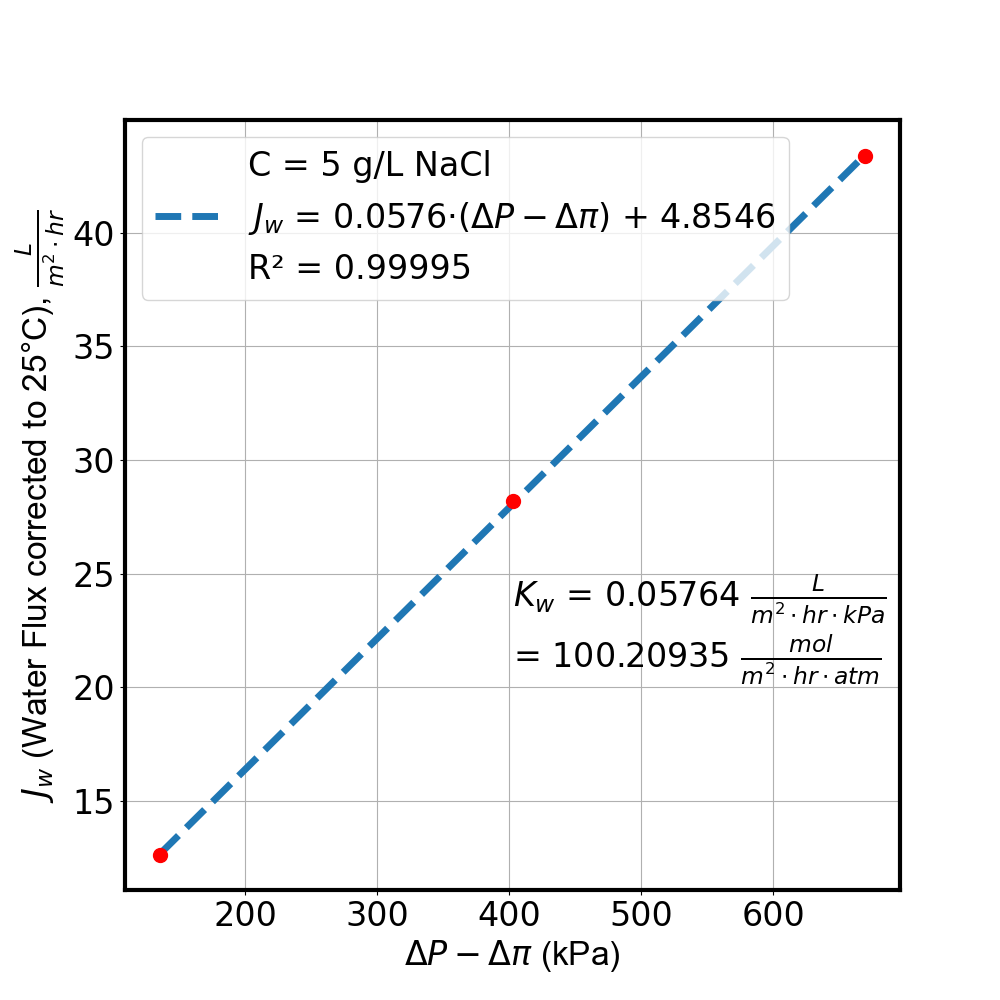 C = 5 g/L NaCl
J_w = 0.0576·(ΔP − Δπ) + 4.8546
R² = 0.99995
K_w = 0.05764 L/(m² · hr · kPa)
= 100.20935 mol/(m² · hr · atm)
J_w (Water Flux corrected to 25°C), L/(m² · hr)
40
35
30
25
20
15
200 300 400 500 600
ΔP − Δπ (kPa)